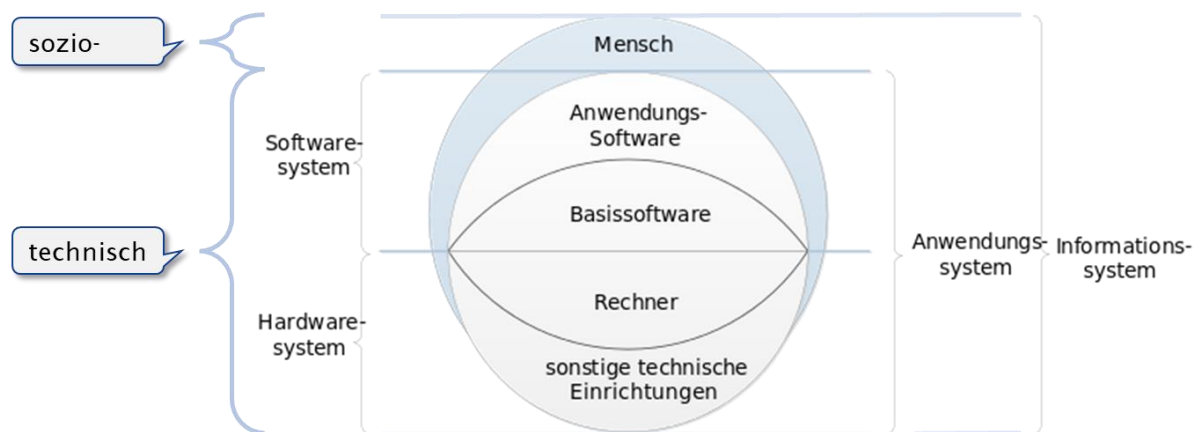 sozio-
Mensch
Anwendungs-
Software
Software-
system
Basissoftware
technisch
Anwendungs-
system
Informations-
system
Rechner
Hardware-
system
sonstige technische
Einrichtungen